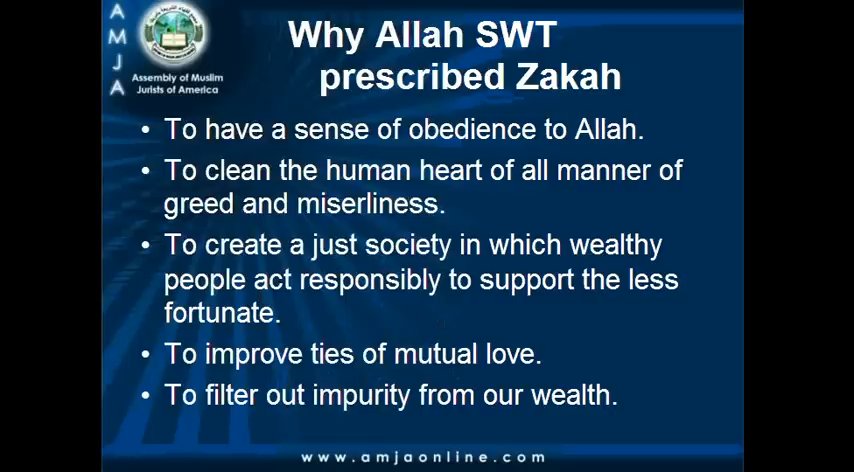 A
M
J
A
Assembly of Muslim
Jurists of America
Why Allah SWT
prescribed Zakah
• To have a sense of obedience to Allah.
• To clean the human heart of all manner of
greed and miserliness.
• To create a just society in which wealthy
people act responsibly to support the less
fortunate.
• To improve ties of mutual love.
• To filter out impurity from our wealth.
www.amjaonline.com